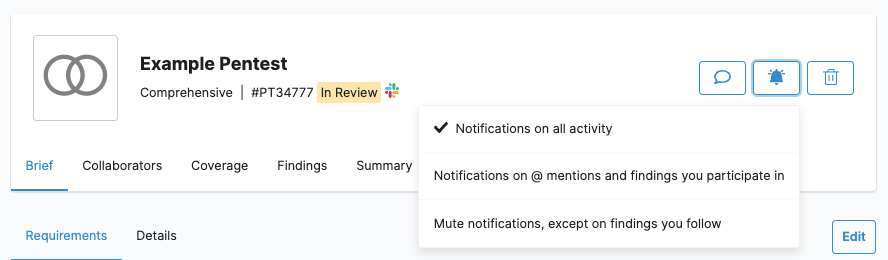 Example Pentest
Comprehensive | #PT34777 In Review
Notifications on all activity
Notifications on @ mentions and findings you participate in
Mute notifications, except on findings you follow
Brief Collaborators Coverage Findings Summary
Requirements Details Edit